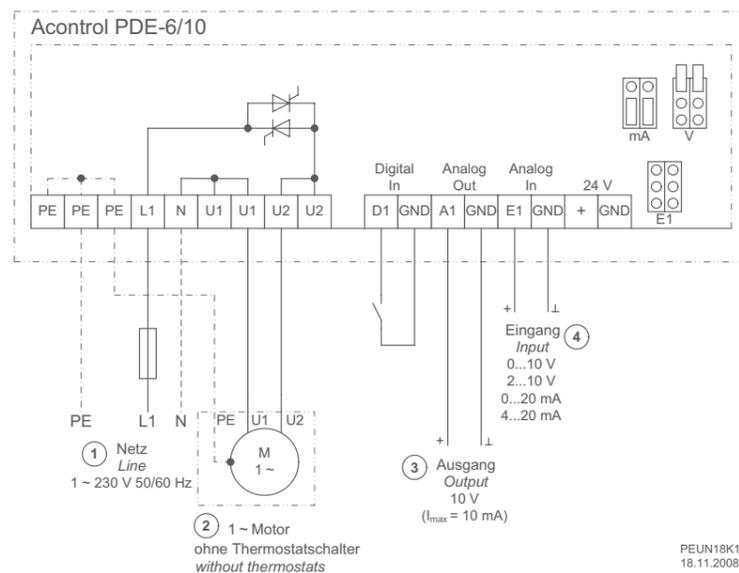 Acontrol PDE-6/10
mA V
Digital In
Analog Out
Analog In
24 V
E1
PE PE PE L1 N U1 U1 U2 U2
D1 GND A1 GND E1 GND + GND
+ ⊥
Eingang 4
Input
0...10 V
2...10 V
0...20 mA
4...20 mA
PE L1 N
PE U1 U2
1 Netz
Line
1 ~ 230 V 50/60 Hz
M
1 ~
+ ⊥
3 Ausgang
Output
10 V
(Imax = 10 mA)
2 1 ~ Motor
ohne Thermostatschalter
without thermostats
PEUN18K1
18.11.2008